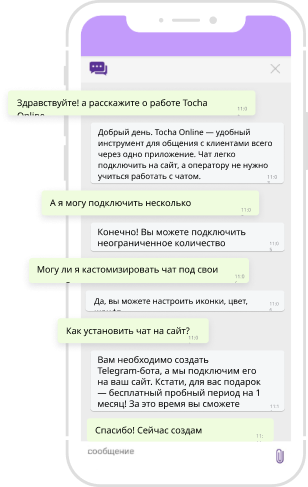 Здравствуйте! а расскажите о работе Tocha
Online
11:0
Добрый день. Tocha Online — удобный
инструмент для общения с клиентами всего
через одно приложение. Чат легко
подключить на сайт, а оператору не нужно
учиться работать с чатом.
11:0
А я могу подключить несколько
11:0
Конечно! Вы можете подключить
неограниченное количество
11:0
Могу ли я кастомизировать чат под свои
11:0
Да, вы можете настроить иконки, цвет,
11:0
Как установить чат на сайт?
11:0
Вам необходимо создать
Telegram-бота, а мы подключим его
на ваш сайт. Кстати, для вас подарок
— бесплатный пробный период на 1
месяц! За это время вы сможете
11:1
Спасибо! Сейчас создам
11:
сообщение